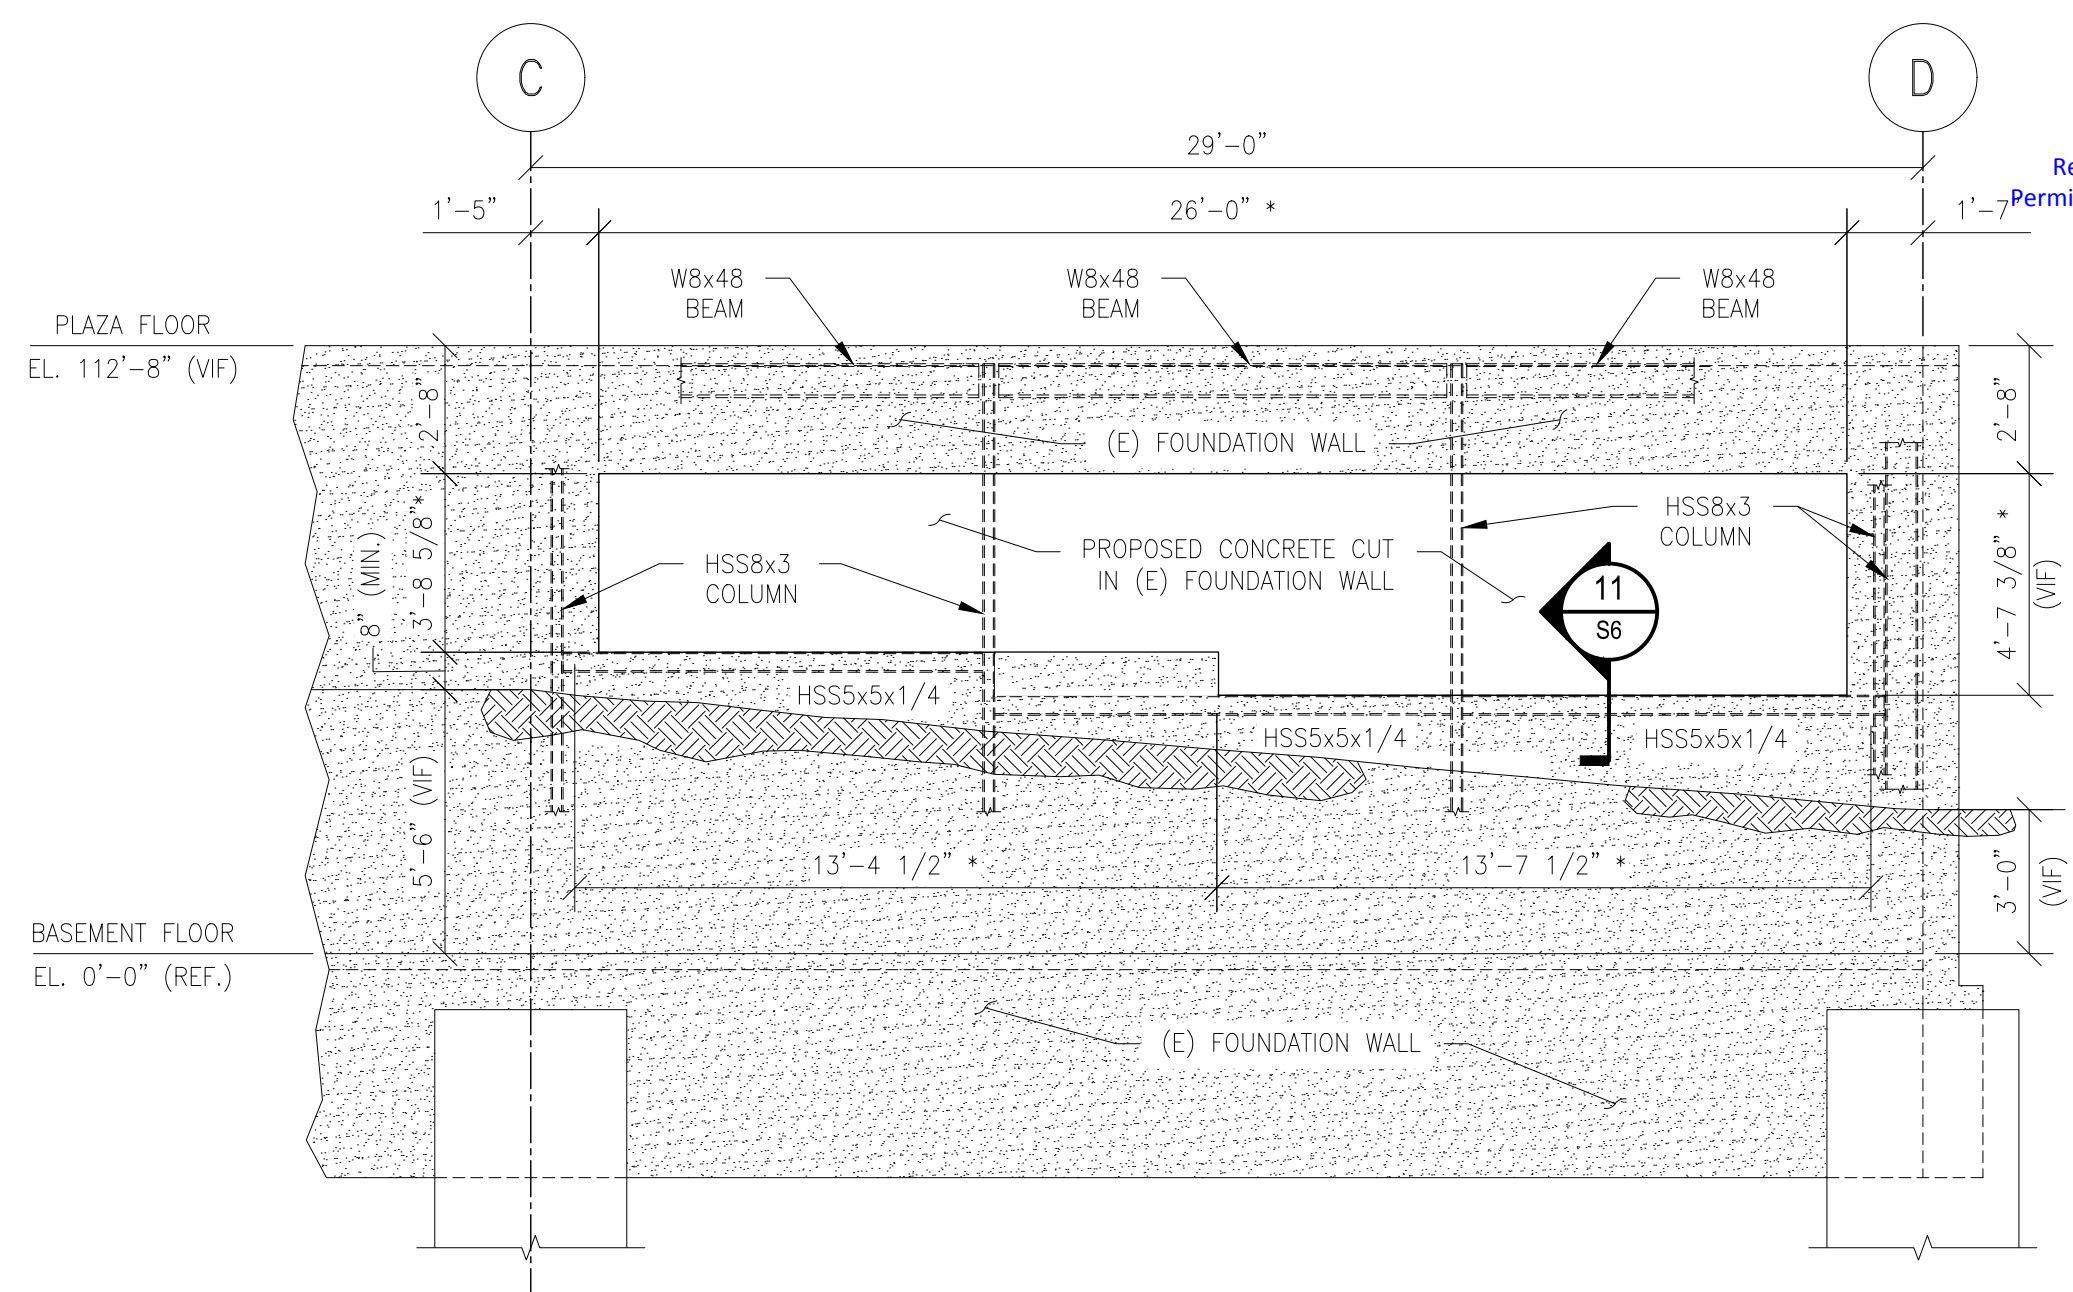 C
D
29'-0"
Re
Permi
1'-5"
26'-0" *
1'-7"
W8x48
BEAM
W8x48
BEAM
W8x48
BEAM
PLAZA FLOOR
EL. 112'-8" (VIF)
2'-8"
2'-8"
(E) FOUNDATION WALL
3'-8 5/8"*
8" (MIN.)
HSS8x3
COLUMN
PROPOSED CONCRETE CUT
IN (E) FOUNDATION WALL
HSS8x3
COLUMN
11
S6
4'-7 3/8" *
(VIF)
HSS5x5x1/4
HSS5x5x1/4
HSS5x5x1/4
5'-6" (VIF)
13'-4 1/2" *
13'-7 1/2" *
3'-0"
(VIF)
BASEMENT FLOOR
EL. 0'-0" (REF.)
(E) FOUNDATION WALL